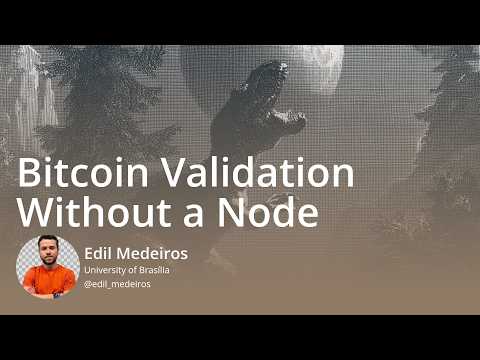 Bitcoin Validation
Without a Node
Edil Medeiros
University of Brasília
@edil_medeiros